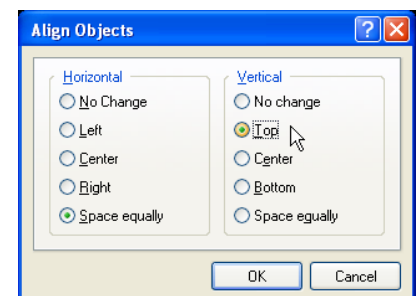 Align Objects
Horizontal
No Change
Left
Center
Right
Space equally
Vertical
No change
Top
Center
Bottom
Space equally
OK
Cancel